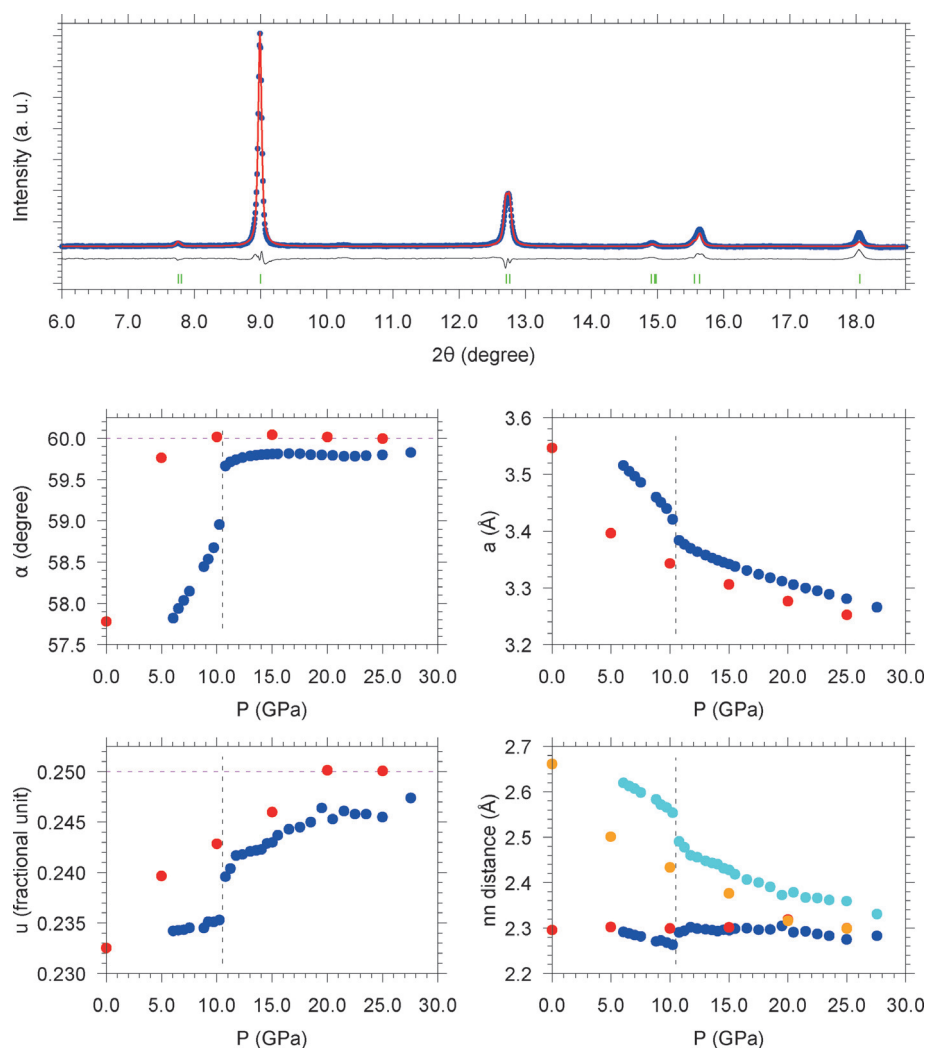 Intensity (a. u.)
6.0 7.0 8.0 9.0 10.0 11.0 12.0 13.0 14.0 15.0 16.0 17.0 18.0
2θ (degree)
α (degree)
60.0
59.5
59.0
58.5
58.0
57.5
0.0 5.0 10.0 15.0 20.0 25.0 30.0
P (GPa)
a (Å)
3.6
3.5
3.4
3.3
3.2
0.0 5.0 10.0 15.0 20.0 25.0 30.0
P (GPa)
u (fractional unit)
0.250
0.245
0.240
0.235
0.230
0.0 5.0 10.0 15.0 20.0 25.0 30.0
P (GPa)
nn distance (Å)
2.7
2.6
2.5
2.4
2.3
2.2
0.0 5.0 10.0 15.0 20.0 25.0 30.0
P (GPa)